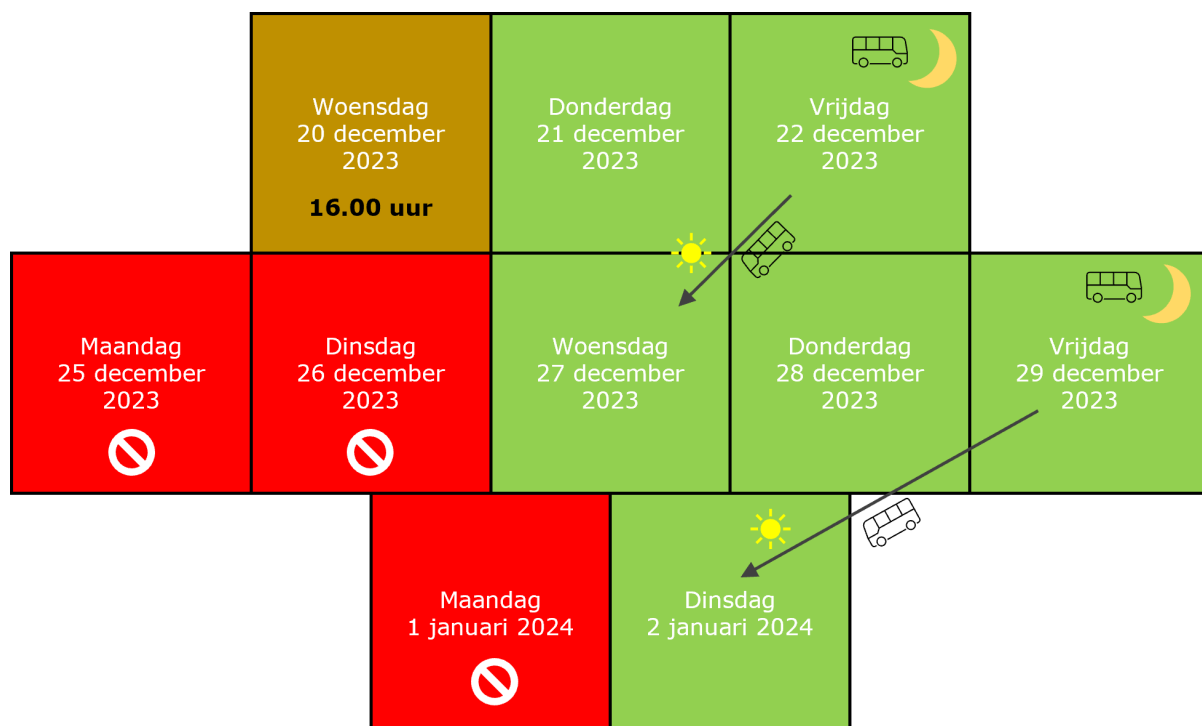 Woensdag
20 december
2023
16.00 uur
Donderdag
21 december
2023
Vrijdag
22 december
2023
Maandag
25 december
2023
Dinsdag
26 december
2023
Woensdag
27 december
2023
Donderdag
28 december
2023
Vrijdag
29 december
2023
Maandag
1 januari 2024
Dinsdag
2 januari 2024